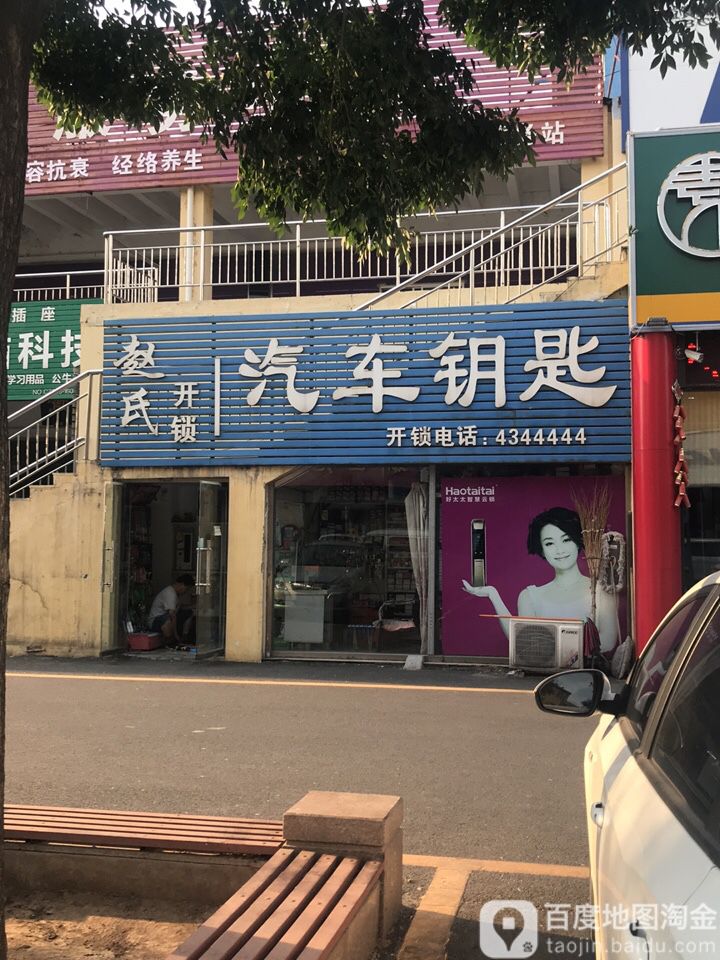 站
容抗衰 经络养生
插座
科技
学习用品 公牛
赵氏
开锁
汽车钥匙
开锁电话:4344444
Haotaitai
好太太智慧云锁
百度地图淘金
taojin.baidu.com